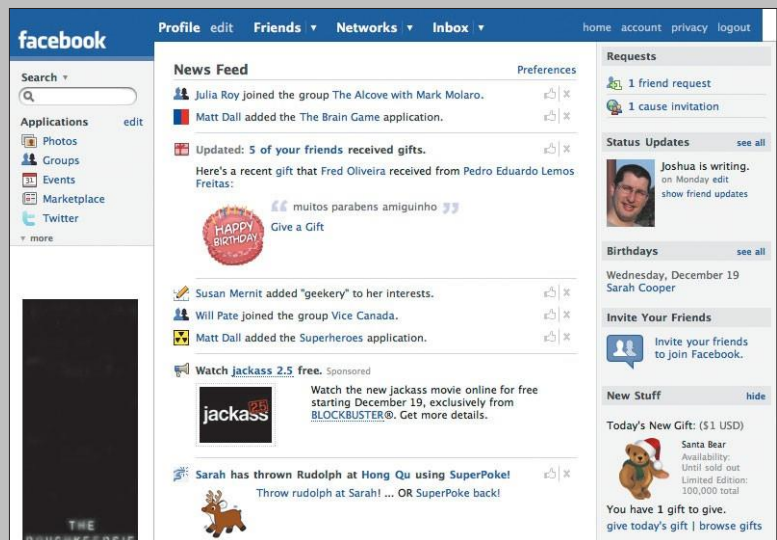 facebook
Profile edit Friends ▾ Networks ▾ Inbox ▾
home account privacy logout
Search ▾
Applications edit
Photos
Groups
31 Events
Marketplace
t Twitter
▾ more
THE
News Feed Preferences
Julia Roy joined the group The Alcove with Mark Molaro.
Matt Dall added the The Brain Game application.
Updated: 5 of your friends received gifts.
Here's a recent gift that Fred Oliveira received from Pedro Eduardo Lemos
Freitas:
HAPPY
BIRTHDAY
“ muitos parabens amiguinho ”
Give a Gift
Susan Mernit added "geekery" to her interests.
Will Pate joined the group Vice Canada.
Matt Dall added the Superheroes application.
Watch jackass 2.5 free. Sponsored
jackass 2.5
Watch the new jackass movie online for free
starting December 19, exclusively from
BLOCKBUSTER®. Get more details.
Sarah has thrown Rudolph at Hong Qu using SuperPoke!
Throw rudolph at Sarah! ... OR SuperPoke back!
Requests
1 friend request
1 cause invitation
Status Updates see all
Joshua is writing.
on Monday edit
show friend updates
Birthdays see all
Wednesday, December 19
Sarah Cooper
Invite Your Friends
Invite your friends
to join Facebook.
New Stuff hide
Today's New Gift: ($1 USD)
Santa Bear
Availability:
Until sold out
Limited Edition:
100,000 total
You have 1 gift to give.
give today's gift | browse gifts